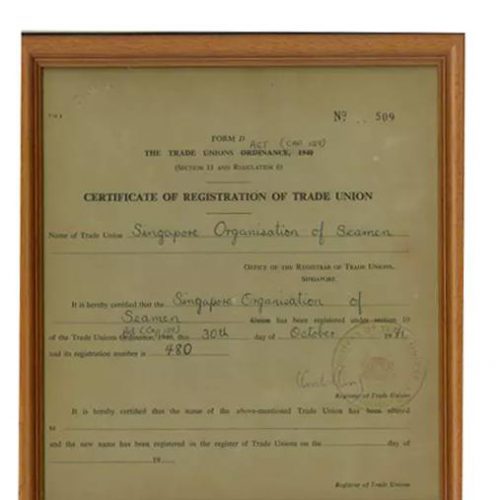 Nº .. 509
FORM D
ACT (CAP 129)
THE TRADE UNIONS ORDINANCE, 1940
(SECTION 13 AND REGULATION 6)
CERTIFICATE OF REGISTRATION OF TRADE UNION
Name of Trade Union Singapore Organisation of Seamen
OFFICE OF THE REGISTRAR OF TRADE UNIONS,
SINGAPORE.
It is hereby certified that the Singapore Organisation of
Seamen Union has been registered under section 10
Act (CAP 129)
of the Trade Unions Ordinance, 1940, this 30th day of October 1971
and its registration number is 480
Registrar of Trade Unions
It is hereby certified that the name of the above-mentioned Trade Union has been altered
to
and the new name has been registered in the register of Trade Unions on the day of
19
Registrar of Trade Unions